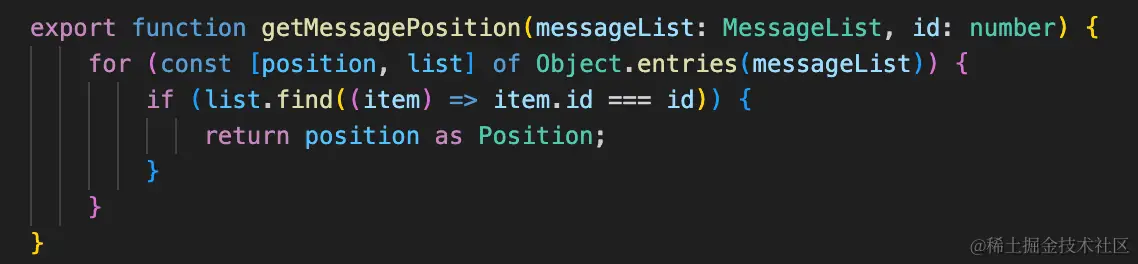 export function getMessagePosition(messageList: MessageList, id: number) {
    for (const [position, list] of Object.entries(messageList)) {
        if (list.find((item) => item.id === id)) {
            return position as Position;
        }
    }
}
@稀土掘金技术社区